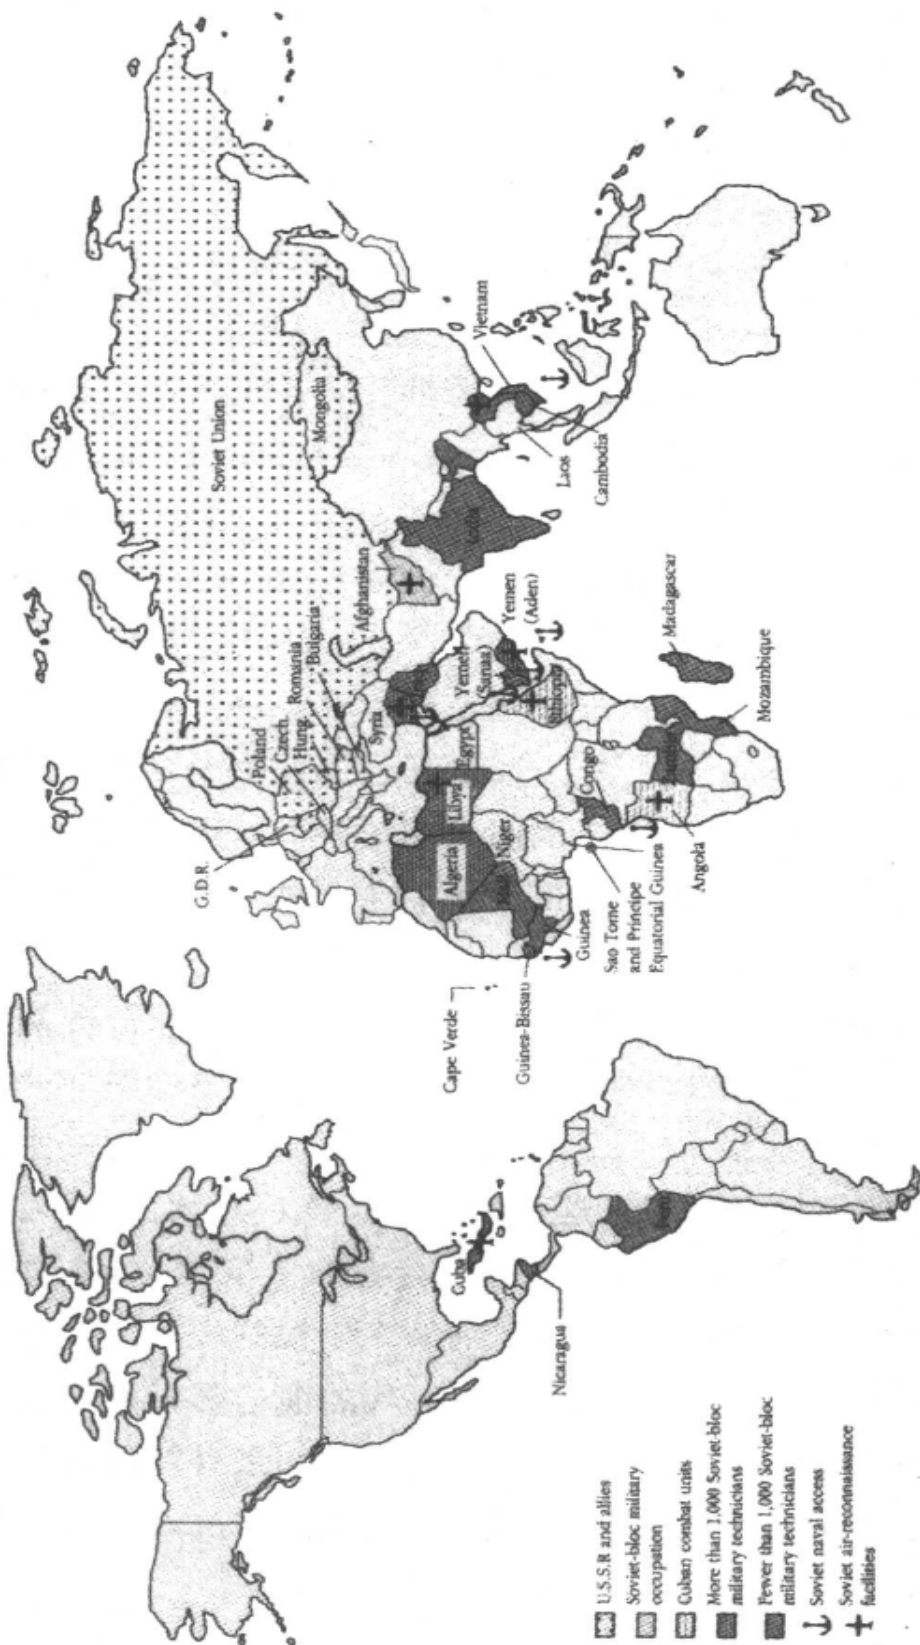 Soviet Union
Mongolia
G.D.R.
Poland
Czech.
Hung.
Romania
Bulgaria
Afghanistan
Syria
Yemen
(Sanaa)
Yemen
(Aden)
Vietnam
Laos
Cambodia
India
Egypt
Libya
Algeria
Niger
Ethiopia
Congo
Madagascar
Mozambique
Angola
Sao Tome
and Principe
Equatorial Guinea
Guinea
Guinea-Bissau
Cape Verde
Cuba
Nicaragua
U.S.S.R and allies
Soviet-bloc military
occupation
Cuban combat units
More than 1,000 Soviet-bloc
military technicians
Fewer than 1,000 Soviet-bloc
military technicians
Soviet naval access
Soviet air-reconnaissance
facilities